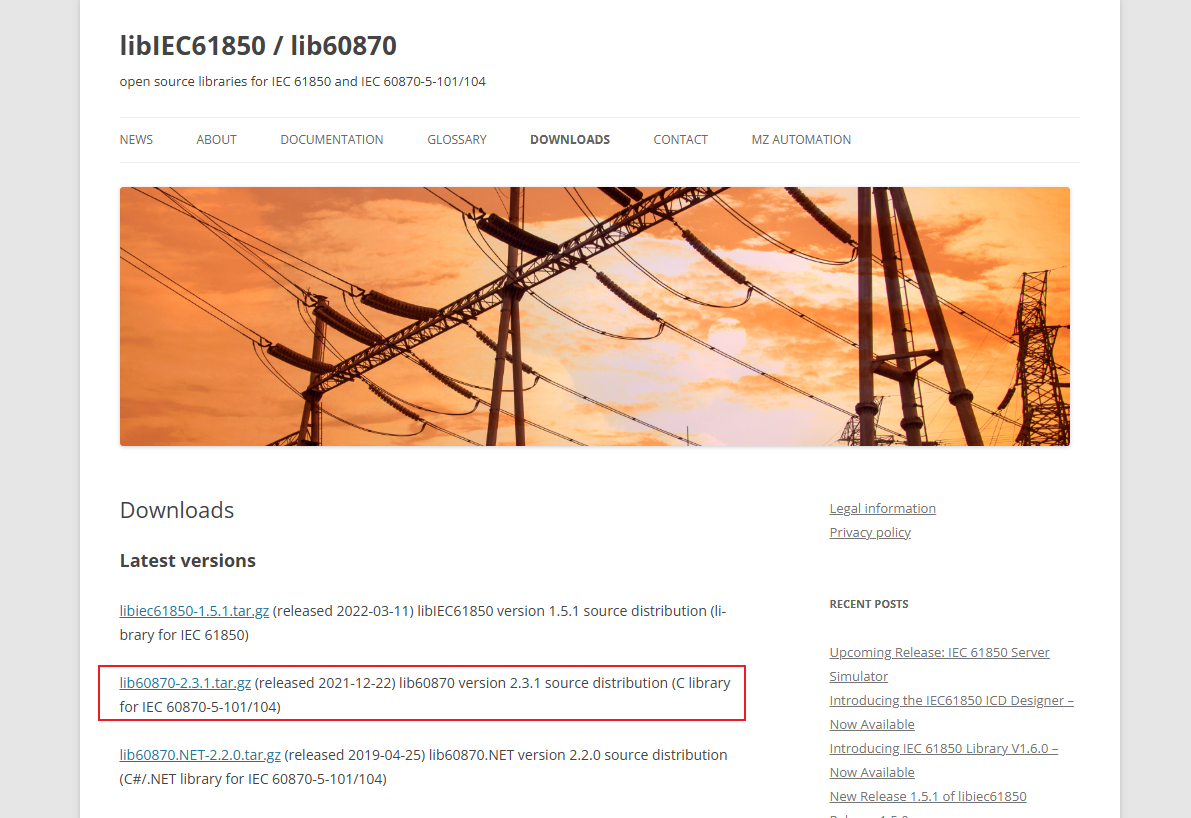 libIEC61850 / lib60870
open source libraries for IEC 61850 and IEC 60870-5-101/104
NEWS ABOUT DOCUMENTATION GLOSSARY DOWNLOADS CONTACT MZ AUTOMATION
Downloads
Latest versions
libiec61850-1.5.1.tar.gz (released 2022-03-11) libIEC61850 version 1.5.1 source distribution (li-
brary for IEC 61850)
lib60870-2.3.1.tar.gz (released 2021-12-22) lib60870 version 2.3.1 source distribution (C library
for IEC 60870-5-101/104)
lib60870.NET-2.2.0.tar.gz (released 2019-04-25) lib60870.NET version 2.2.0 source distribution
(C#/.NET library for IEC 60870-5-101/104)
Legal information
Privacy policy
RECENT POSTS
Upcoming Release: IEC 61850 Server
Simulator
Introducing the IEC61850 ICD Designer –
Now Available
Introducing IEC 61850 Library V1.6.0 –
Now Available
New Release 1.5.1 of libiec61850